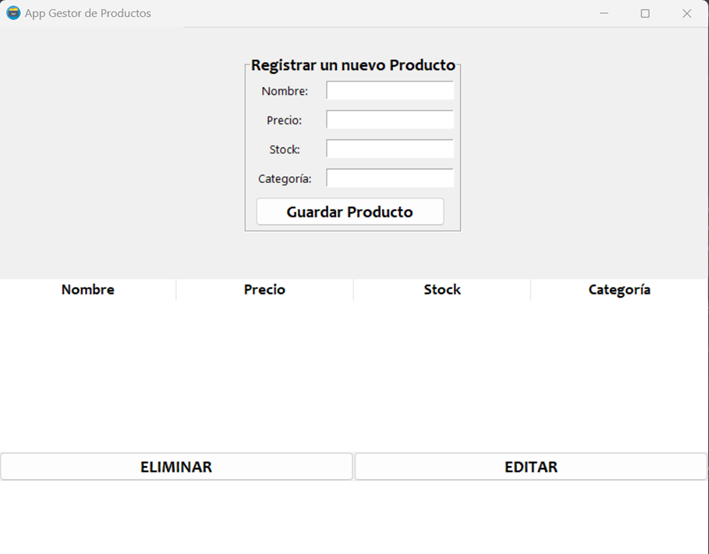 App Gestor de Productos
Registrar un nuevo Producto
Nombre:
Precio:
Stock:
Categoría:
Guardar Producto
Nombre Precio Stock Categoría
ELIMINAR EDITAR